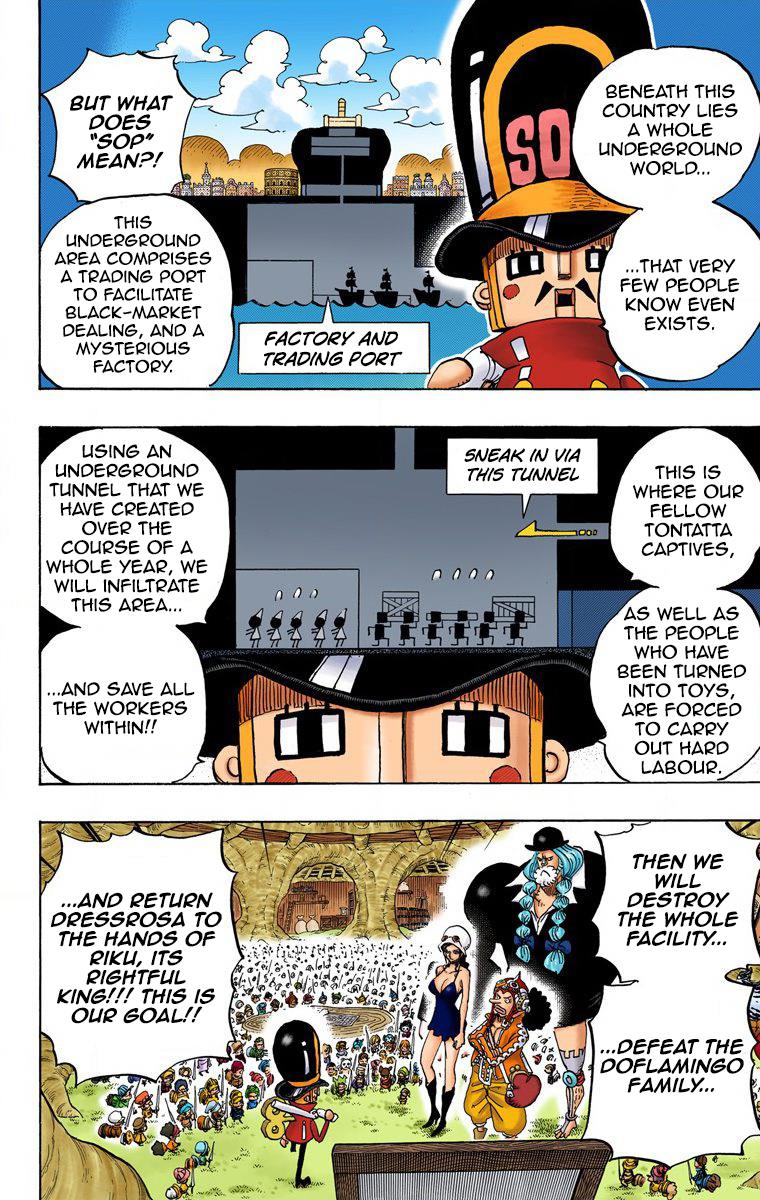 BENEATH THIS
COUNTRY LIES
A WHOLE
UNDERGROUND
WORLD...
SO
...THAT VERY
FEW PEOPLE
KNOW EVEN
EXISTS.
BUT WHAT
DOES
"SOP"
MEAN?!
THIS
UNDERGROUND
AREA COMPRISES
A TRADING PORT
TO FACILITATE
BLACK-MARKET
DEALING, AND A
MYSTERIOUS
FACTORY.
FACTORY AND
TRADING PORT
THIS IS
WHERE OUR
FELLOW
TONTATTA
CAPTIVES,
AS WELL AS
THE PEOPLE
WHO HAVE
BEEN TURNED
INTO TOYS,
ARE FORCED
TO CARRY
OUT HARD
LABOUR.
SNEAK IN VIA
THIS TUNNEL
USING AN
UNDERGROUND
TUNNEL THAT WE
HAVE CREATED
OVER THE
COURSE OF A
WHOLE YEAR, WE
WILL INFILTRATE
THIS AREA...
...AND SAVE ALL
THE WORKERS
WITHIN!!
THEN WE
WILL
DESTROY
THE WHOLE
FACILITY...
...DEFEAT THE
DOFLAMINGO
FAMILY...
...AND RETURN
DRESSROSA TO
THE HANDS OF
RIKU, ITS
RIGHTFUL
KING!!! THIS IS
OUR GOAL!!
8